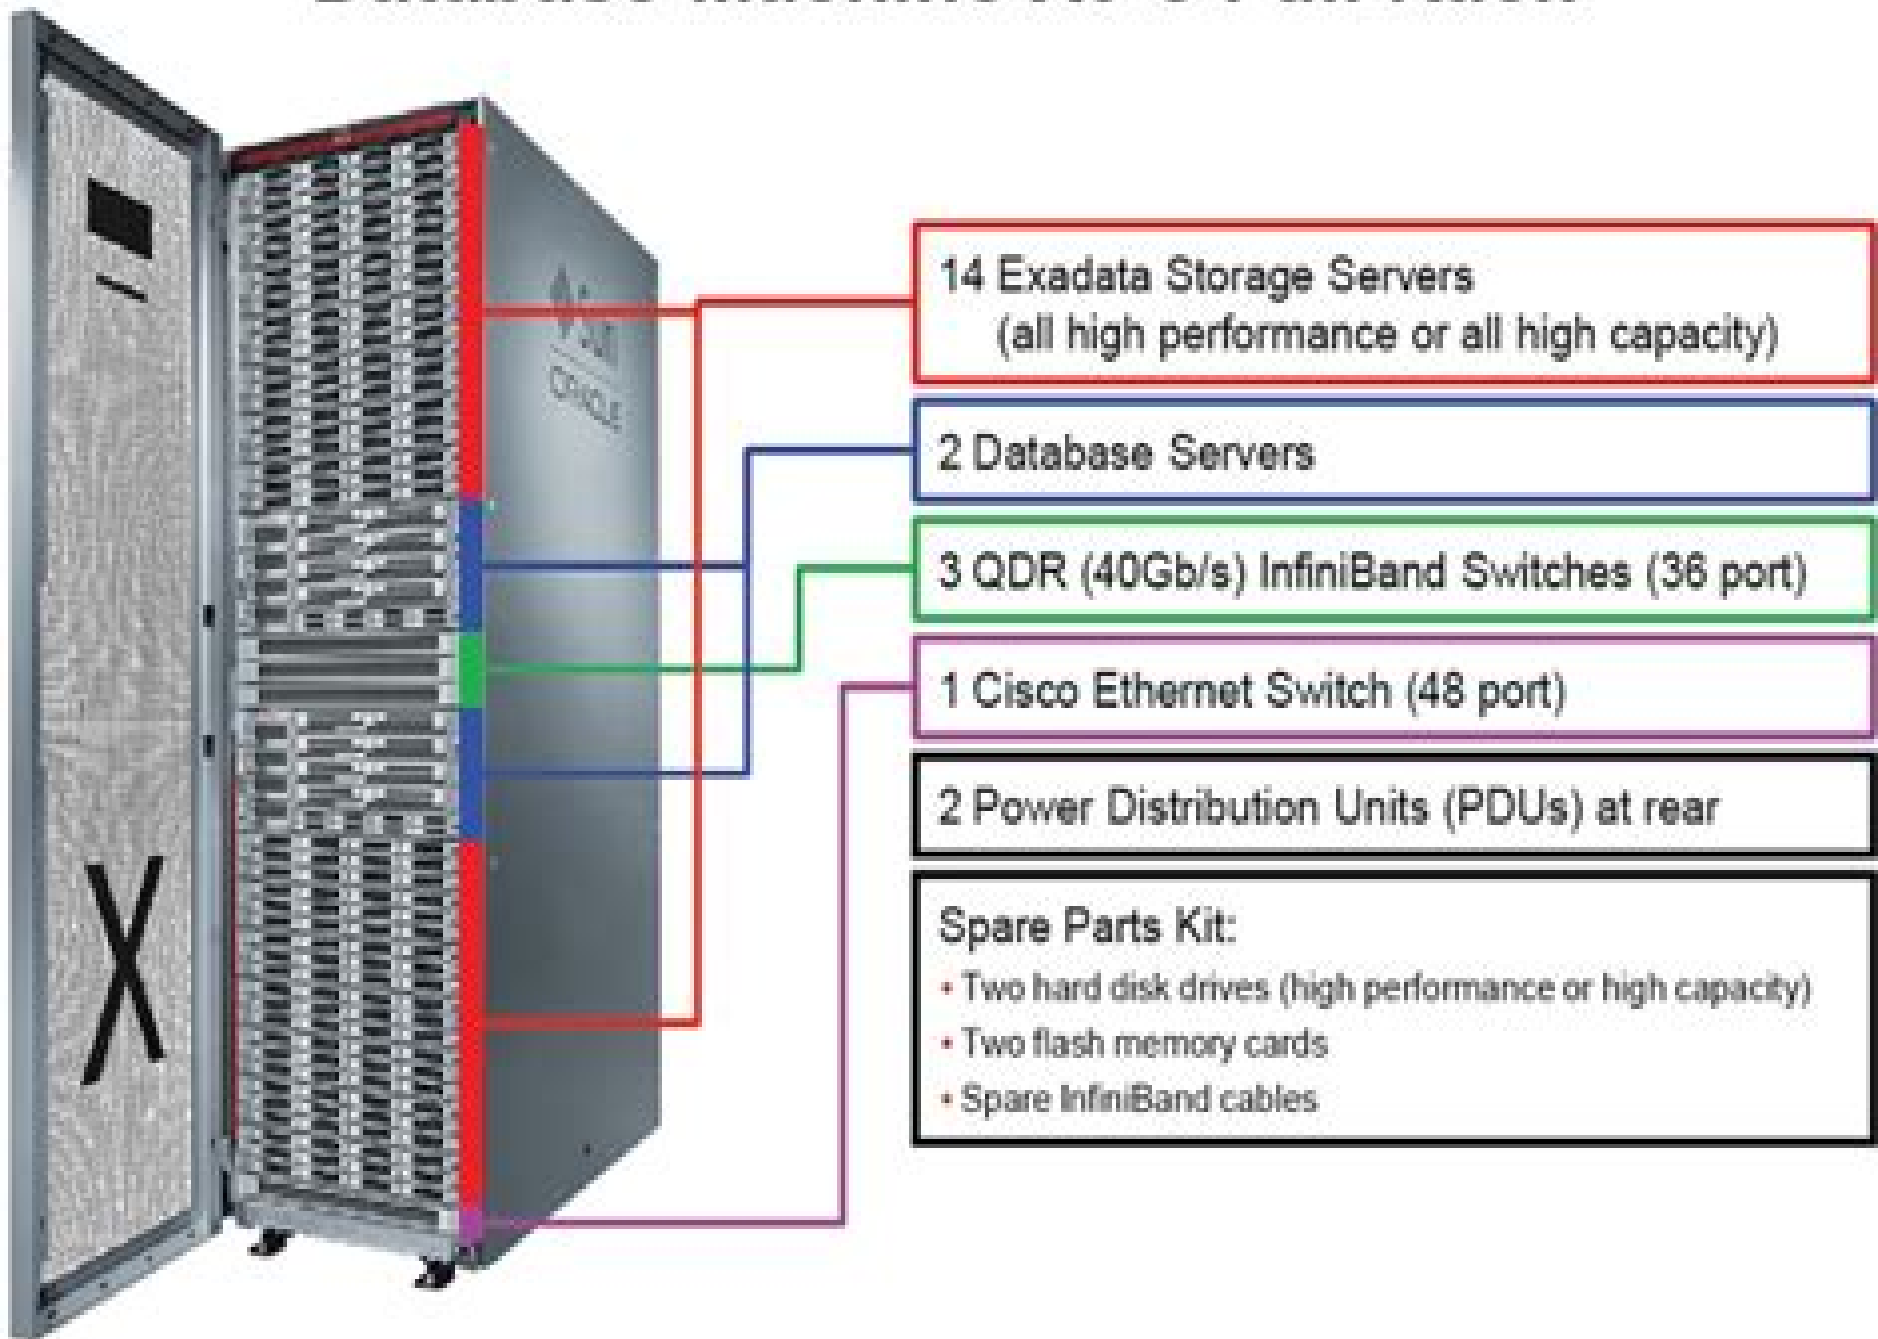 14 Exadata Storage Servers
(all high performance or all high capacity)
2 Database Servers
3 QDR (40Gb/s) InfiniBand Switches (36 port)
1 Cisco Ethernet Switch (48 port)
2 Power Distribution Units (PDUs) at rear
Spare Parts Kit:
• Two hard disk drives (high performance or high capacity)
• Two flash memory cards
• Spare InfiniBand cables
Sun
ORACLE
X